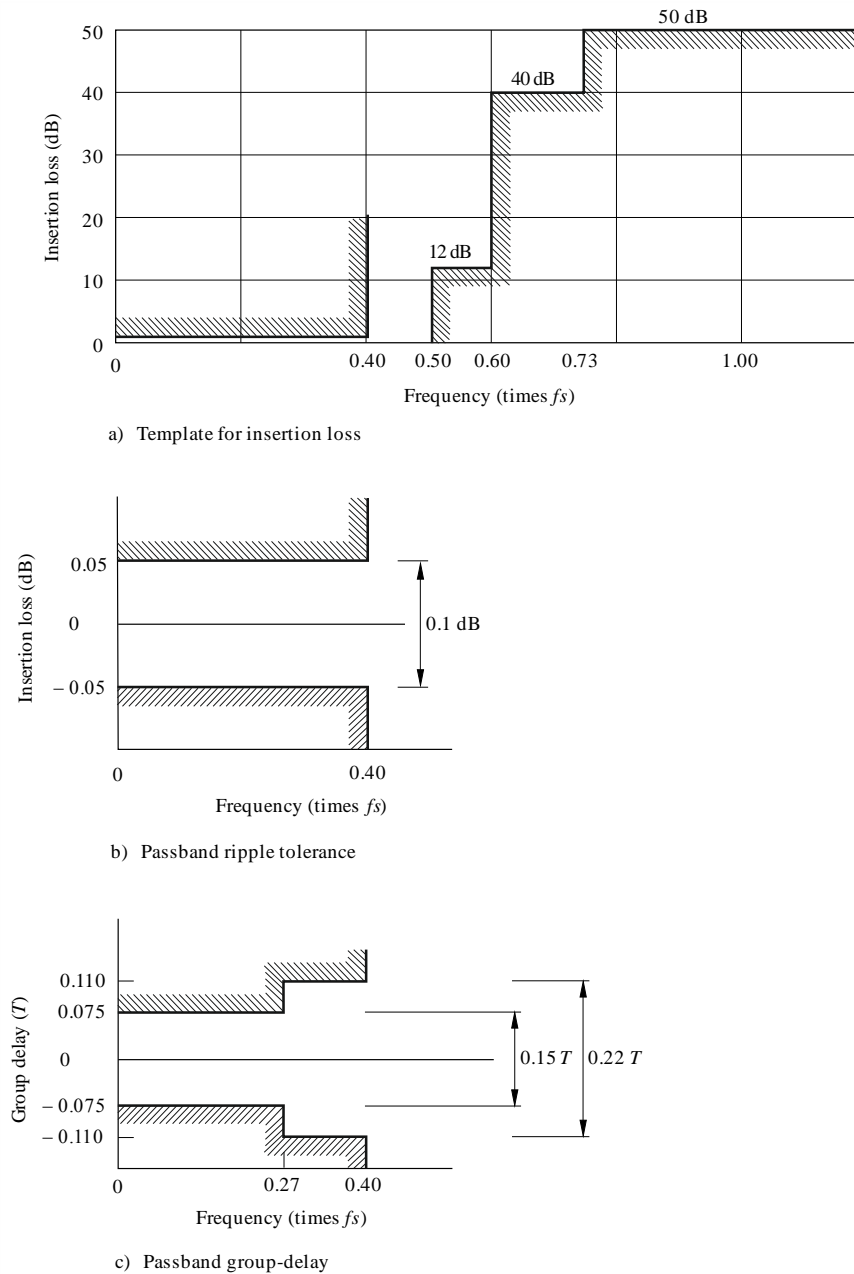 50 dB
50
40 dB
40
30
20
12 dB
10
0
Insertion loss (dB)
0
0.40
0.50
0.60
0.73
1.00
Frequency (times fs)
a) Template for insertion loss
Insertion loss (dB)
0.05
0
– 0.05
0.1 dB
0
0.40
Frequency (times fs)
b) Passband ripple tolerance
Group delay (T)
0.110
0.075
0
– 0.075
– 0.110
0.15 T
0.22 T
0
0.27
0.40
Frequency (times fs)
c) Passband group-delay